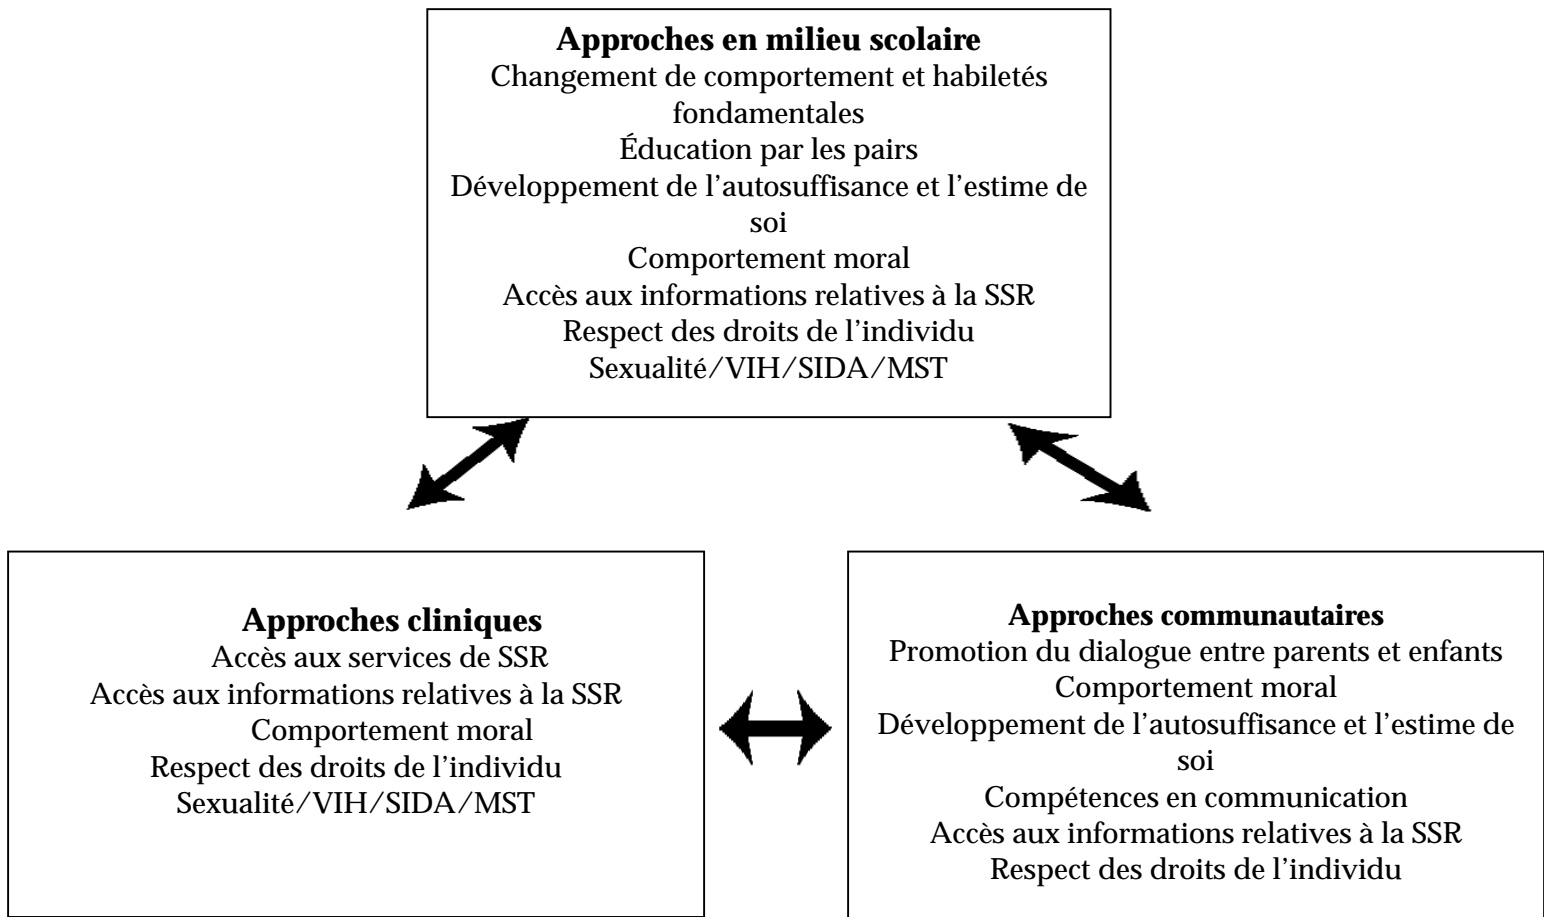 Approches en milieu scolaire
Changement de comportement et habiletés
fondamentales
Éducation par les pairs
Développement de l’autosuffisance et l’estime de
soi
Comportement moral
Accès aux informations relatives à la SSR
Respect des droits de l’individu
Sexualité/VIH/SIDA/MST
Approches cliniques
Accès aux services de SSR
Accès aux informations relatives à la SSR
Comportement moral
Respect des droits de l’individu
Sexualité/VIH/SIDA/MST
Approches communautaires
Promotion du dialogue entre parents et enfants
Comportement moral
Développement de l’autosuffisance et l’estime de
soi
Compétences en communication
Accès aux informations relatives à la SSR
Respect des droits de l’individu